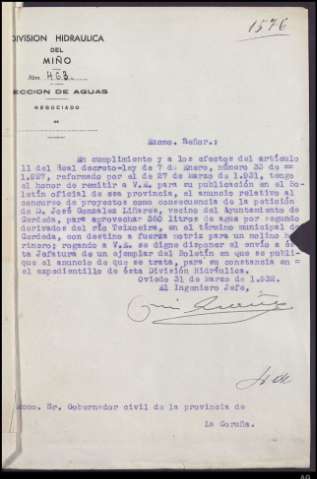 1576
DIVISION HIDRAULICA
DEL
MIÑO
Núm. 463
ECCION DE AGUAS
NEGOCIADO
Excmo. Señor.:
En cumplimiento y a los efectos del artículo
11 del Real decreto-ley de 7 de Enero, número 33 de =
1.927, reformado por el de 27 de Marzo de 1.931, tengo
el honor de remitir a V.E. para su publicación en el Bo-
letín oficial de esa provincia, el anuncio relativo al
concurso de proyectos como consecuencia de la petición
de D. José Gonzalez Liñares, vecino del Ayuntamiento de
Cerceda, para aprovechar 350 litros de agua por segundo
derivados del río Teixeira, en el término municipal de
Cerdeda, con destino a fuerza motriz para un molino ha-
rinero; rogando a V.E. se digne disponer el envio a és-
ta Jefatura de un ejemplar del Boletín en que se publi-
que el anuncio de que se trata, para su constancia en =
el expedientillo de ésta División Hidráulica.
Oviedo 31 de Marzo de 1.932.
El Ingeniero Jefe,
xcmo. Sr. Gobernador civil de la provincia de
La Coruña.